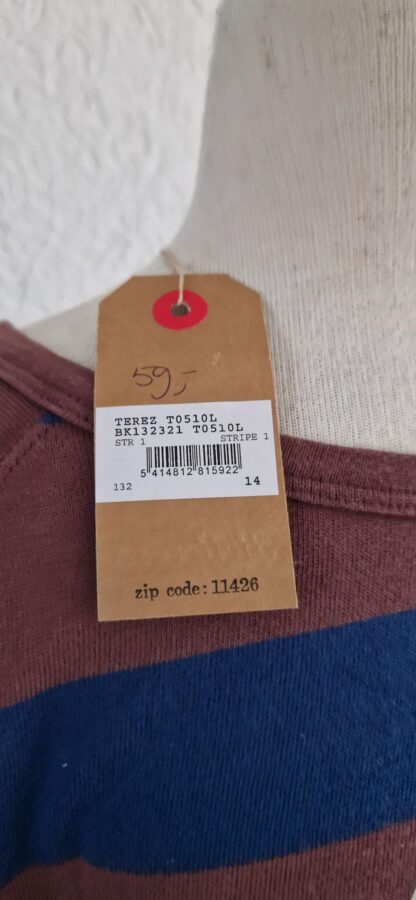 59,-
TEREZ T0510L
BK132321 T0510L
STR 1 STRIPE 1
5 414812 815922
132 14
zip code: 11426